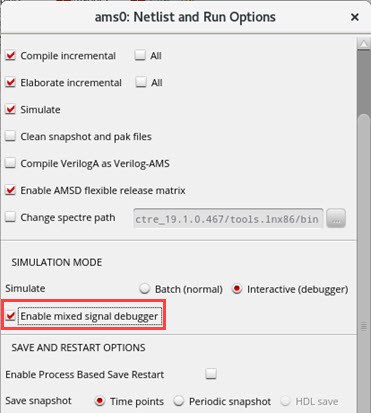 ams0: Netlist and Run Options
Compile incremental All
Elaborate incremental All
Simulate
Clean snapshot and pak files
Compile VerilogA as Verilog-AMS
Enable AMSD flexible release matrix
Change spectre path ctre_19.1.0.467/tools.lnx86/bin ...
SIMULATION MODE
Simulate Batch (normal) Interactive (debugger)
Enable mixed signal debugger
SAVE AND RESTART OPTIONS
Enable Process Based Save Restart
Save snapshot Time points Periodic snapshot HDL save